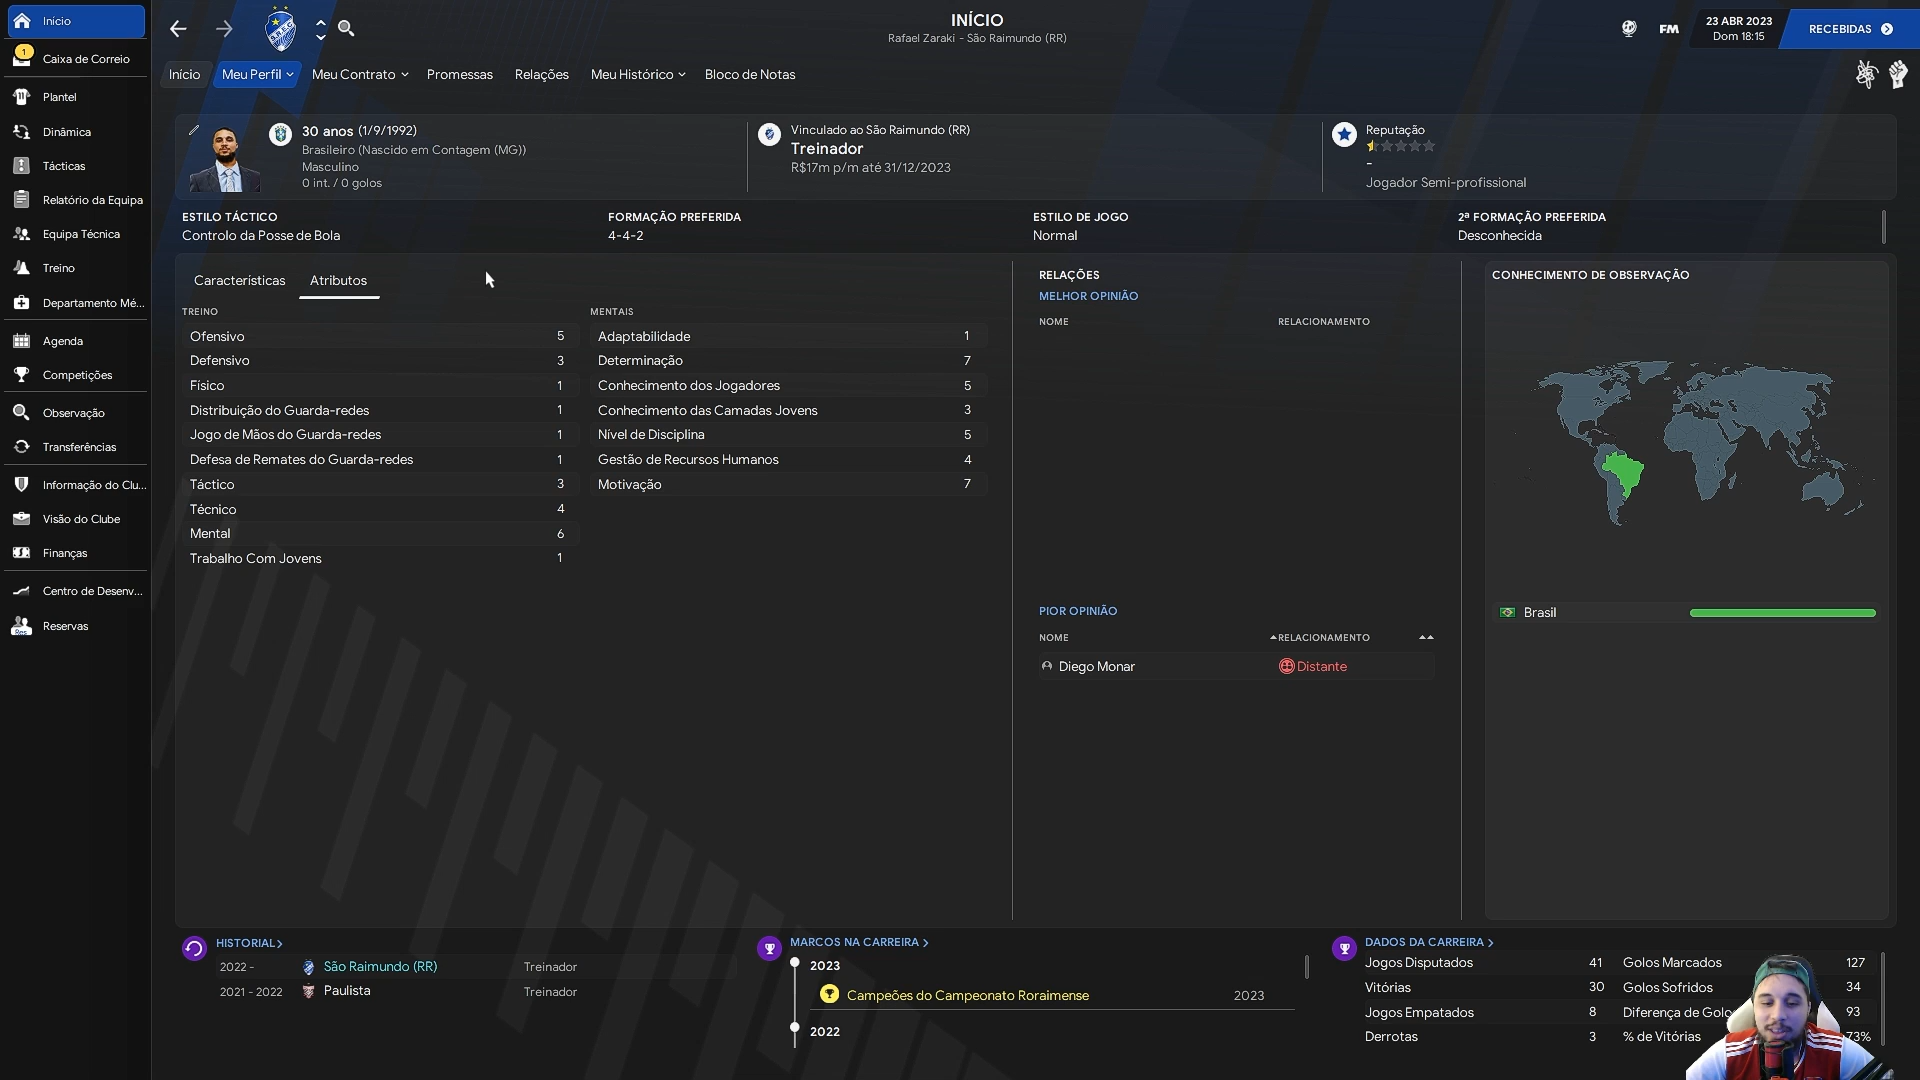 Início
1
Caixa de Correio
Plantel
Dinâmica
Tácticas
Relatório da Equipa
Equipa Técnica
Treino
Departamento Mé...
Agenda
Competições
Observação
Transferências
Informação do Clu...
Visão do Clube
Finanças
Centro de Desenv...
Res
Reservas
INÍCIO
Rafael Zaraki - São Raimundo (RR)
FM
23 ABR 2023
Dom 18:15
RECEBIDAS
Início
Meu Perfil
Meu Contrato
Promessas
Relações
Meu Histórico
Bloco de Notas
30 anos (1/9/1992)
Brasileiro (Nascido em Contagem (MG))
Masculino
0 int. / 0 golos
Vinculado ao São Raimundo (RR)
Treinador
R$17m p/m até 31/12/2023
Reputação
-
Jogador Semi-profissional
ESTILO TÁCTICO
Controlo da Posse de Bola
FORMAÇÃO PREFERIDA
4-4-2
ESTILO DE JOGO
Normal
2ª FORMAÇÃO PREFERIDA
Desconhecida
Características
Atributos
TREINO
Ofensivo 5
Defensivo 3
Físico 1
Distribuição do Guarda-redes 1
Jogo de Mãos do Guarda-redes 1
Defesa de Remates do Guarda-redes 1
Táctico 3
Técnico 4
Mental 6
Trabalho Com Jovens 1
MENTAIS
Adaptabilidade 1
Determinação 7
Conhecimento dos Jogadores 5
Conhecimento das Camadas Jovens 3
Nível de Disciplina 5
Gestão de Recursos Humanos 4
Motivação 7
RELAÇÕES
MELHOR OPINIÃO
NOME RELACIONAMENTO
PIOR OPINIÃO
NOME RELACIONAMENTO
Diego Monar Distante
CONHECIMENTO DE OBSERVAÇÃO
Brasil
HISTORIAL
2022 - São Raimundo (RR) Treinador
2021 - 2022 Paulista Treinador
MARCOS NA CARREIRA
2023
Campeões do Campeonato Roraimense 2023
2022
DADOS DA CARREIRA
Jogos Disputados 41 Golos Marcados 127
Vitórias 30 Golos Sofridos 34
Jogos Empatados 8 Diferença de Golo 93
Derrotas 3 % de Vitórias 73%